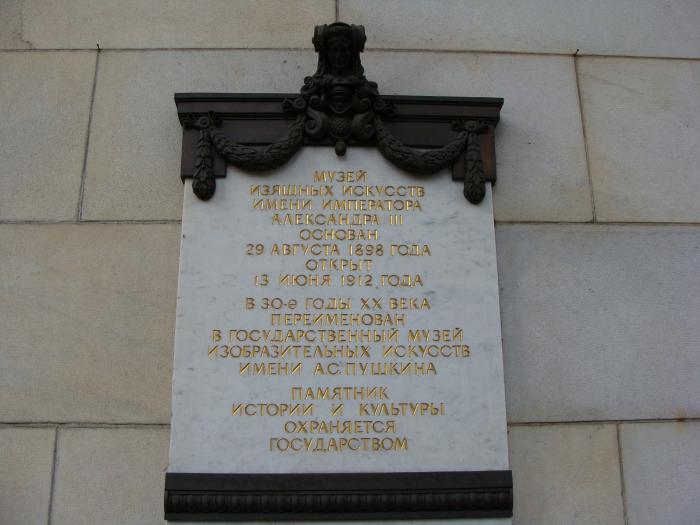 МУЗЕЙ
ИЗЯЩНЫХ ИСКУССТВ
ИМЕНИ ИМПЕРАТОРА
АЛЕКСАНДРА III
ОСНОВАН
29 АВГУСТА 1898 ГОДА
ОТКРЫТ
13 ИЮНЯ 1912 ГОДА
В 30-е ГОДЫ XX ВЕКА
ПЕРЕИМЕНОВАН
В ГОСУДАРСТВЕННЫЙ МУЗЕЙ
ИЗОБРАЗИТЕЛЬНЫХ ИСКУССТВ
ИМЕНИ А.С. ПУШКИНА
ПАМЯТНИК
ИСТОРИИ И КУЛЬТУРЫ
ОХРАНЯЕТСЯ
ГОСУДАРСТВОМ